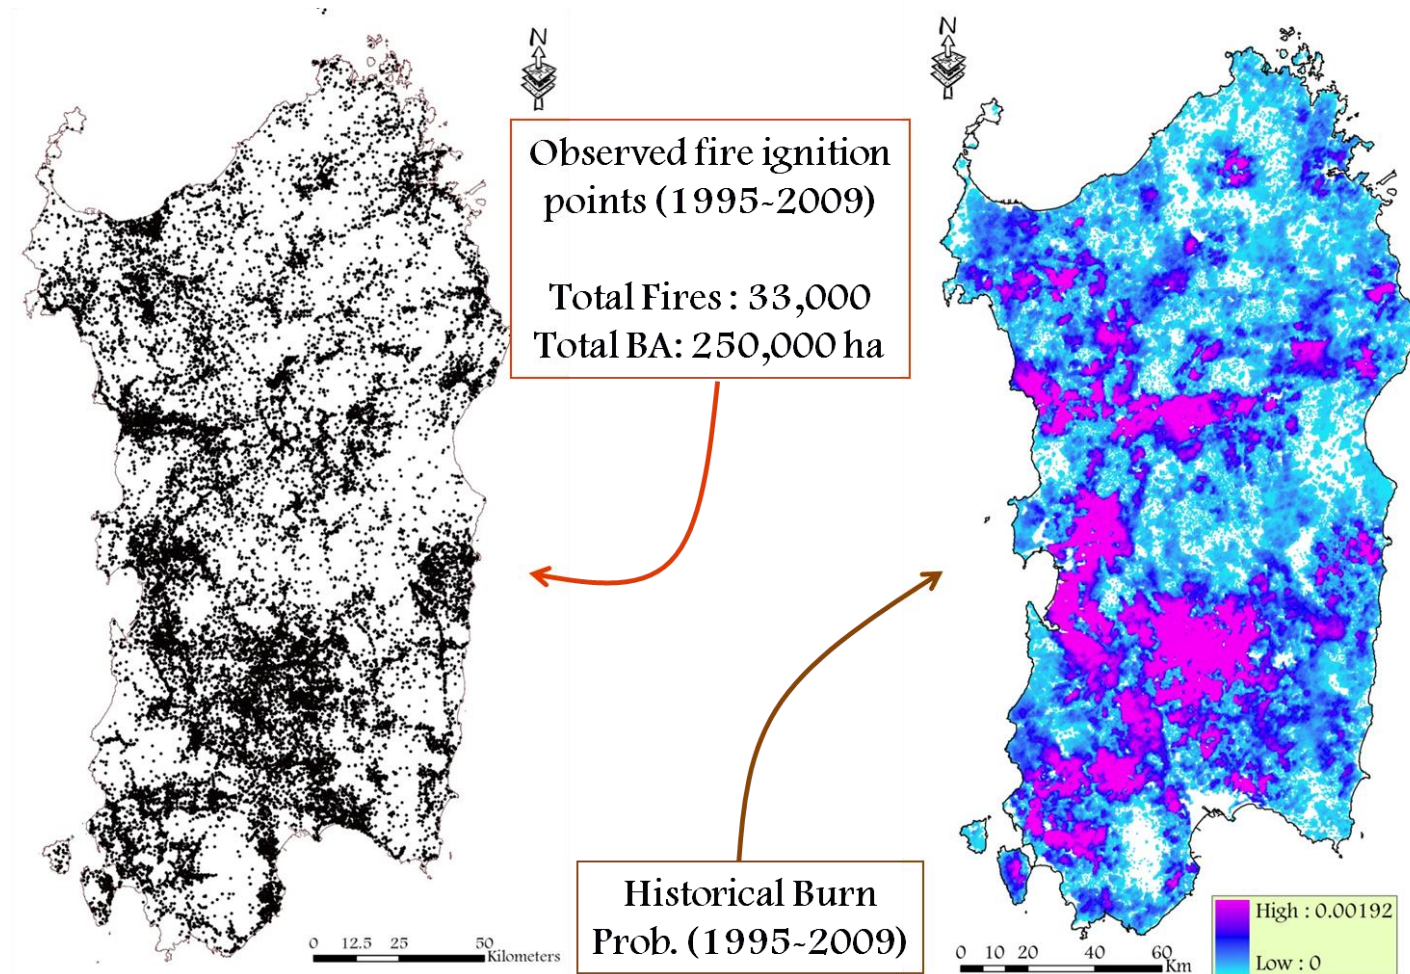 N
N
Observed fire ignition
points (1995-2009)
Total Fires : 33,000
Total BA: 250,000 ha
Historical Burn
Prob. (1995-2009)
0 12.5 25 50
Kilometers
0 10 20 40 60
Km
High : 0.00192
Low : 0